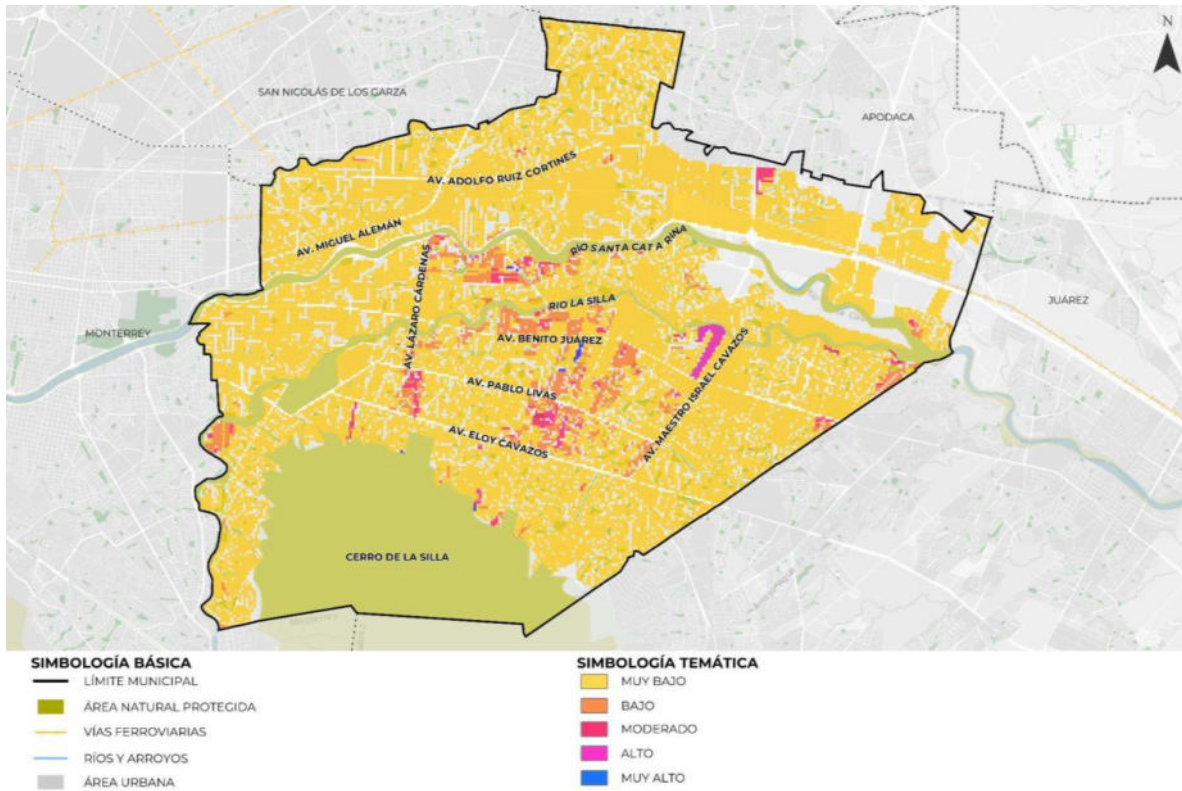 N
SAN NICOLÁS DE LOS GARZA
APODACA
AV. ADOLFO RUIZ CORTINES
AV. MIGUEL ALEMÁN
RÍO SANTA CATARINA
AV. LAZARO CÁRDENAS
RIO LA SILLA
JUÁREZ
MONTERREY
AV. BENITO JUÁREZ
AV. PABLO LIVAS
AV. MAESTRO ISRAEL CAVAZOS
AV. ELOY CAVAZOS
CERRO DE LA SILLA
SIMBOLOGÍA BÁSICA
LÍMITE MUNICIPAL
ÁREA NATURAL PROTEGIDA
VÍAS FERROVIARIAS
RÍOS Y ARROYOS
ÁREA URBANA
SIMBOLOGÍA TEMÁTICA
MUY BAJO
BAJO
MODERADO
ALTO
MUY ALTO